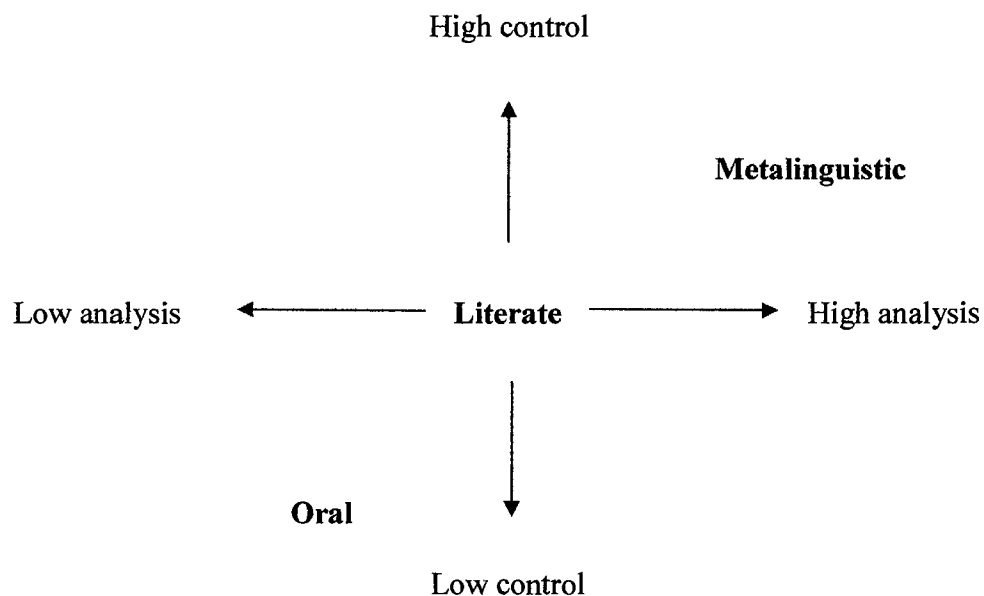 High control
Metalinguistic
Low analysis Literate High analysis
Oral
Low control